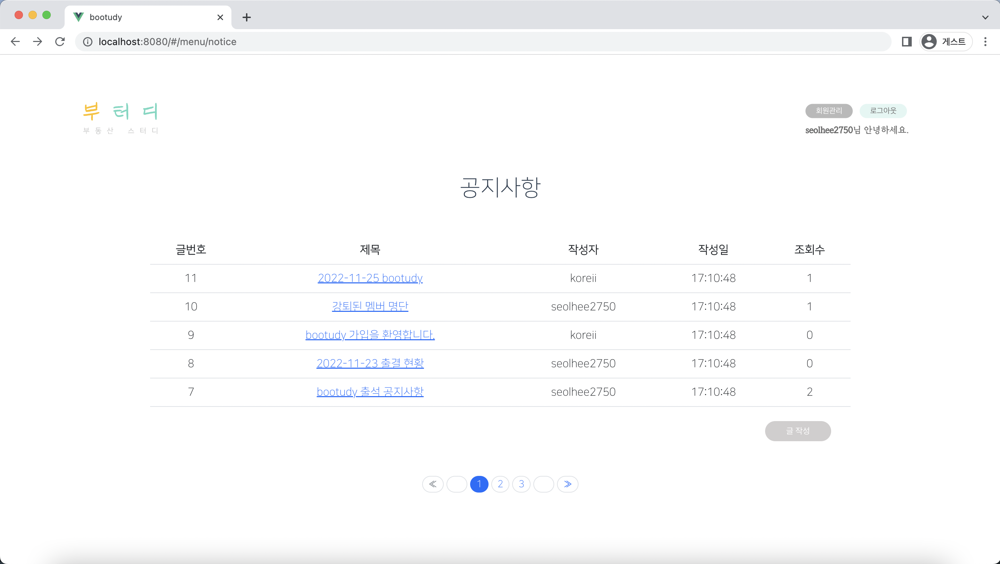 bootudy
localhost:8080/#/menu/notice
게스트
부터디
부동산 스터디
회원관리 로그아웃
seolhee2750님 안녕하세요.
공지사항
글번호 제목 작성자 작성일 조회수
11 2022-11-25 bootudy koreii 17:10:48 1
10 강퇴된 멤버 명단 seolhee2750 17:10:48 1
9 bootudy 가입을 환영합니다. koreii 17:10:48 0
8 2022-11-23 출결 현황 seolhee2750 17:10:48 0
7 bootudy 출석 공지사항 seolhee2750 17:10:48 2
글 작성
≪ 1 2 3 ≫